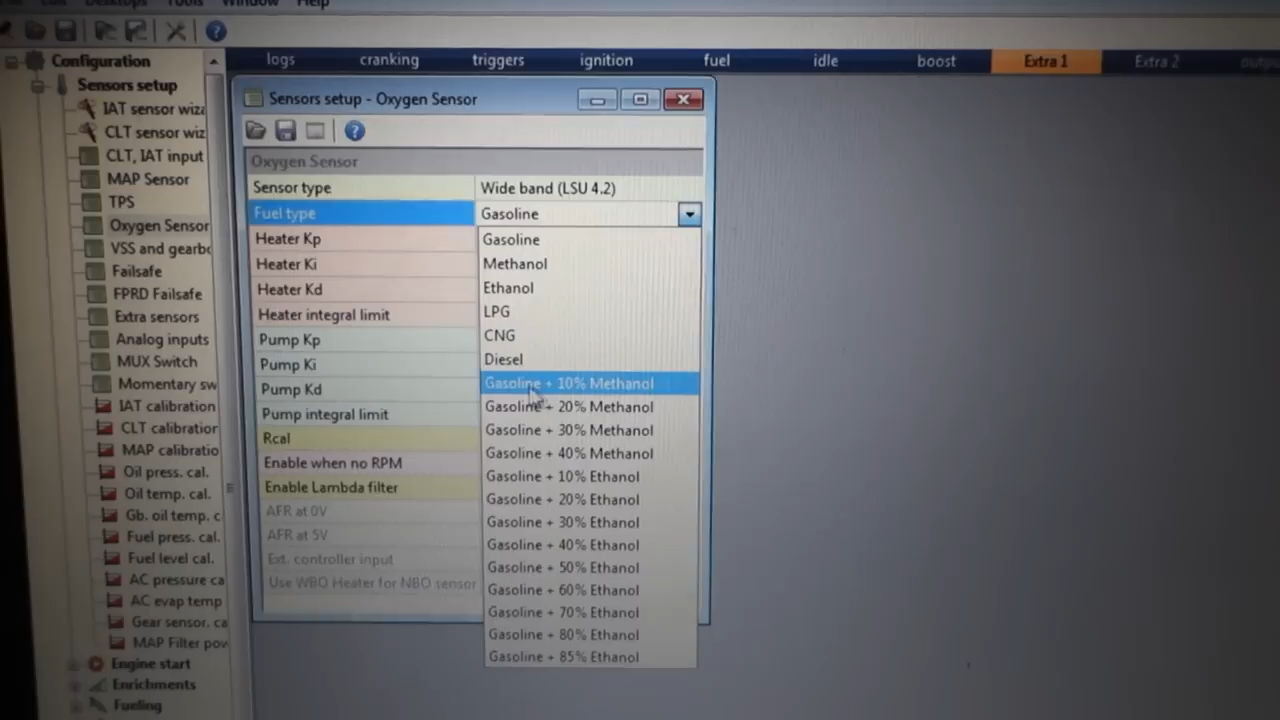 Desktops Tools Window Help
Configuration
Sensors setup
IAT sensor wiza
CLT sensor wiz
CLT, IAT input
MAP Sensor
TPS
Oxygen Sensor
VSS and gearbo
Failsafe
FPRD Failsafe
Extra sensors
Analog inputs
MUX Switch
Momentary sw
IAT calibration
CLT calibration
MAP calibratio
Oil press. cal.
Oil temp. cal.
Gb. oil temp. c
Fuel press. cal.
Fuel level cal.
AC pressure ca
AC evap temp
Gear sensor. ca
MAP Filter pow
Engine start
Enrichments
Fueling
logs cranking triggers ignition fuel idle boost Extra 1 Extra 2
Sensors setup - Oxygen Sensor
Oxygen Sensor
Sensor type Wide band (LSU 4.2)
Fuel type Gasoline
Heater Kp
Heater Ki
Heater Kd
Heater integral limit
Pump Kp
Pump Ki
Pump Kd
Pump integral limit
Rcal
Enable when no RPM
Enable Lambda filter
AFR at 0V
AFR at 5V
Ext. controller input
Use WBO Heater for NBO sensor
Gasoline
Methanol
Ethanol
LPG
CNG
Diesel
Gasoline + 10% Methanol
Gasoline + 20% Methanol
Gasoline + 30% Methanol
Gasoline + 40% Methanol
Gasoline + 10% Ethanol
Gasoline + 20% Ethanol
Gasoline + 30% Ethanol
Gasoline + 40% Ethanol
Gasoline + 50% Ethanol
Gasoline + 60% Ethanol
Gasoline + 70% Ethanol
Gasoline + 80% Ethanol
Gasoline + 85% Ethanol